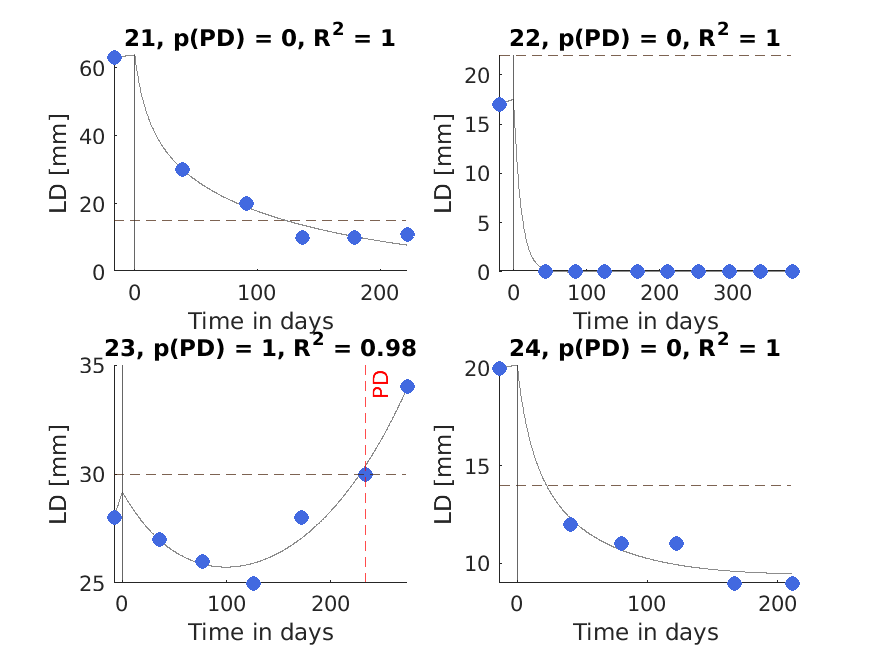 21, p(PD) = 0, R² = 1
LD [mm]
60
40
20
0
0
100
200
Time in days
22, p(PD) = 0, R² = 1
LD [mm]
20
15
10
5
0
0
100
200
300
Time in days
23, p(PD) = 1, R² = 0.98
LD [mm]
35
30
25
PD
0
100
200
Time in days
24, p(PD) = 0, R² = 1
LD [mm]
20
15
10
0
100
200
Time in days